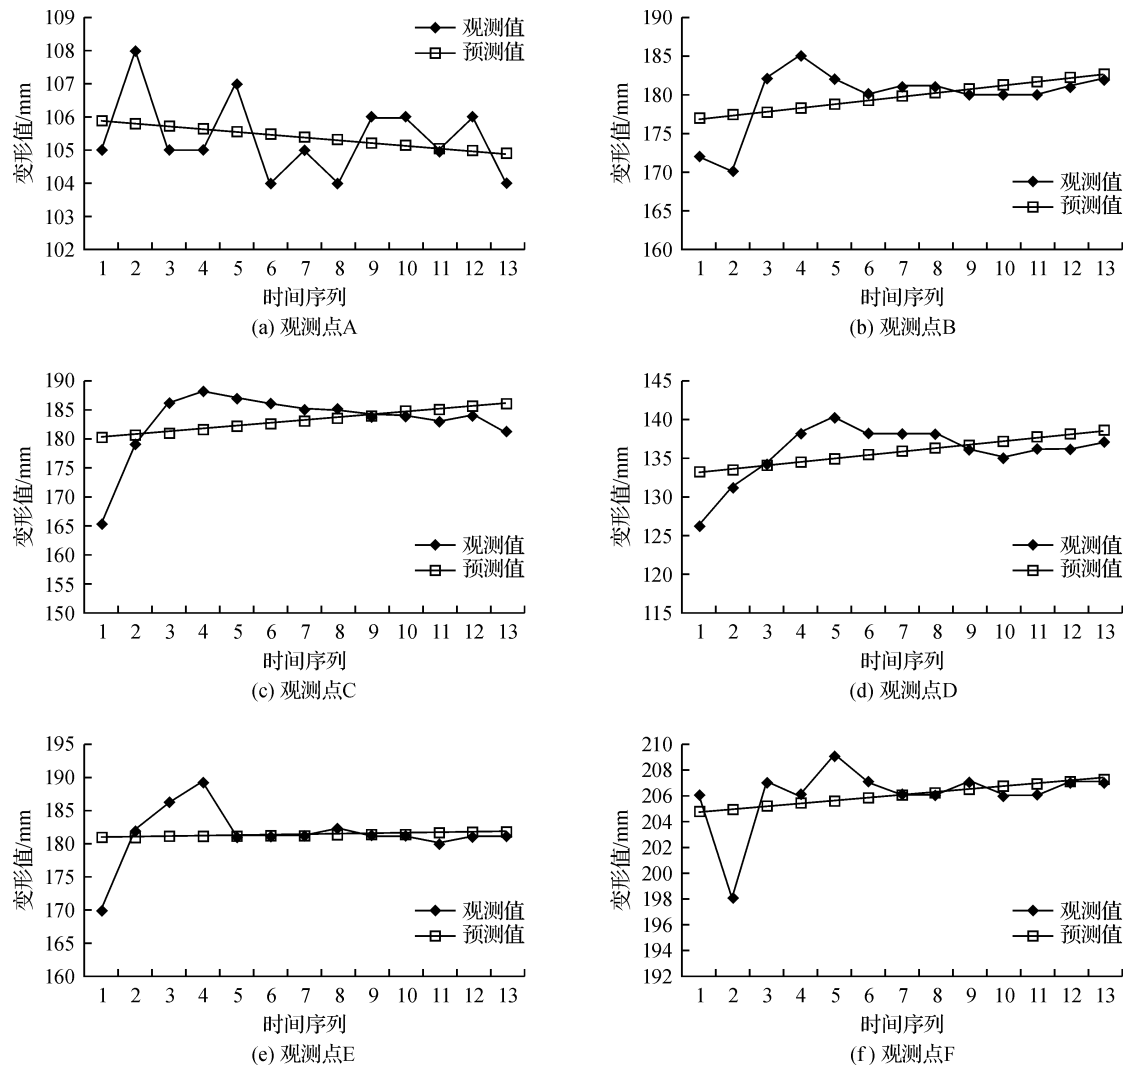 109
108
107
106
105
104
103
102
变形值/mm
观测值
预测值
1 2 3 4 5 6 7 8 9 10 11 12 13
时间序列
(a) 观测点A
190
185
180
175
170
165
160
变形值/mm
观测值
预测值
1 2 3 4 5 6 7 8 9 10 11 12 13
时间序列
(b) 观测点B
190
185
180
175
170
165
160
155
150
变形值/mm
观测值
预测值
1 2 3 4 5 6 7 8 9 10 11 12 13
时间序列
(c) 观测点C
145
140
135
130
125
120
115
变形值/mm
观测值
预测值
1 2 3 4 5 6 7 8 9 10 11 12 13
时间序列
(d) 观测点D
195
190
185
180
175
170
165
160
变形值/mm
观测值
预测值
1 2 3 4 5 6 7 8 9 10 11 12 13
时间序列
(e) 观测点E
210
208
206
204
202
200
198
196
194
192
变形值/mm
观测值
预测值
1 2 3 4 5 6 7 8 9 10 11 12 13
时间序列
(f) 观测点F